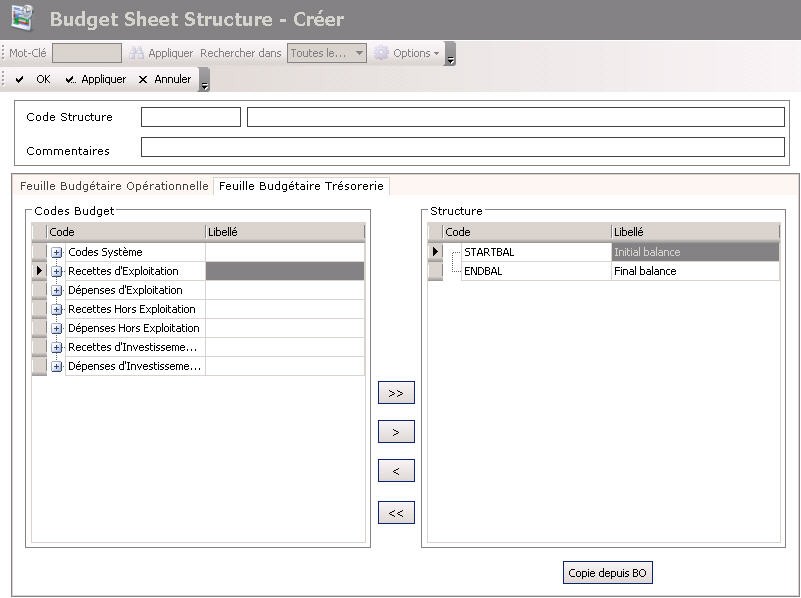 Budget Sheet Structure - Créer
Mot-Clé Appliquer Rechercher dans Toutes le... Options
OK Appliquer Annuler
Code Structure
Commentaires
Feuille Budgétaire Opérationnelle Feuille Budgétaire Trésorerie
Codes Budget
Code Libellé
Codes Système
Recettes d'Exploitation
Dépenses d'Exploitation
Recettes Hors Exploitation
Dépenses Hors Exploitation
Recettes d'Investisseme...
Dépenses d'Investisseme...
>>
>
<
<<
Structure
Code Libellé
STARTBAL Initial balance
ENDBAL Final balance
Copie depuis BO